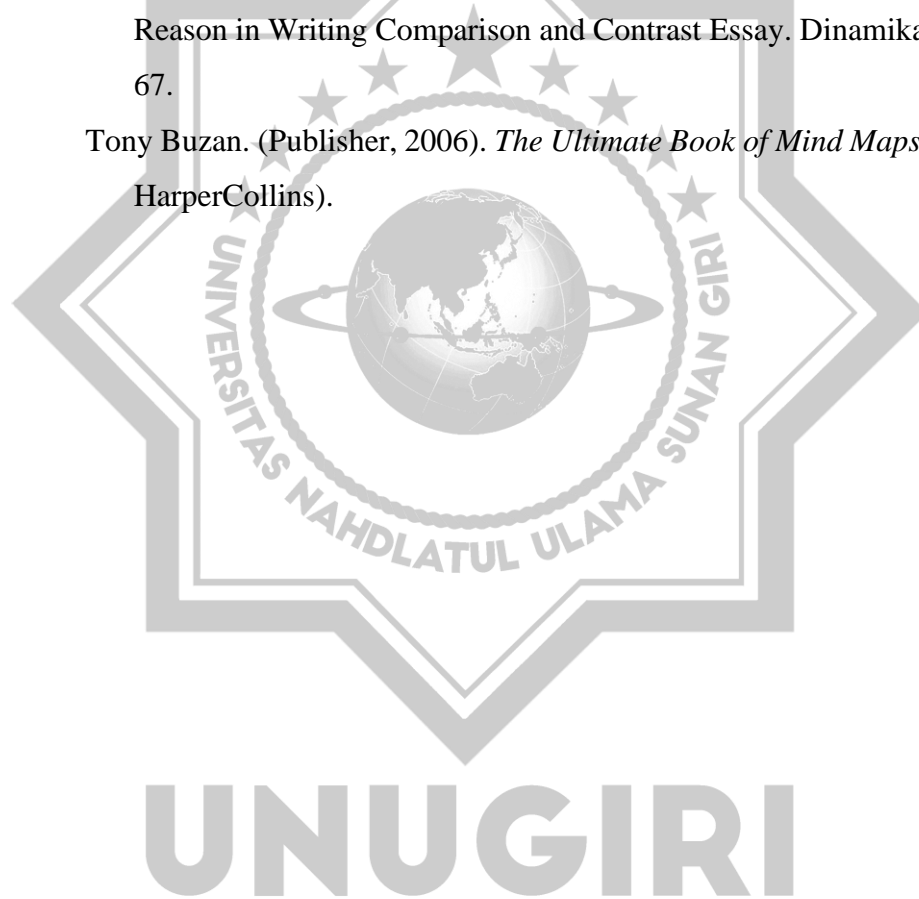 Reason in Writing Comparison and Contrast Essay. Dinamika
67.
Tony Buzan. (Publisher, 2006). The Ultimate Book of Mind Maps
HarperCollins).
UNIVERSITAS NAHDLATUL ULAMA SUNAN GIRI
UNUGIRI